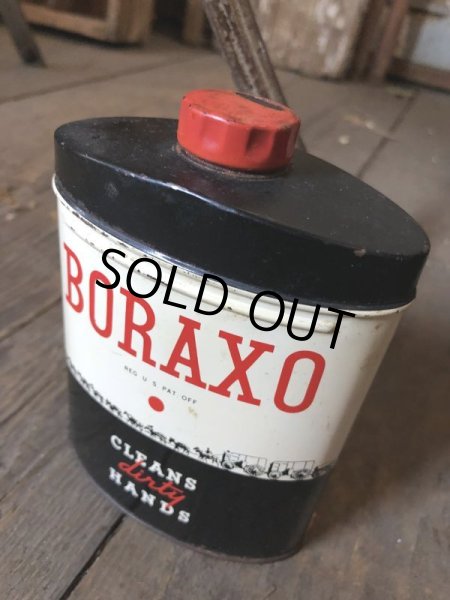 SOLD OUT
BORAXO
REG U S PAT OFF
CLEANS
dirty
HANDS